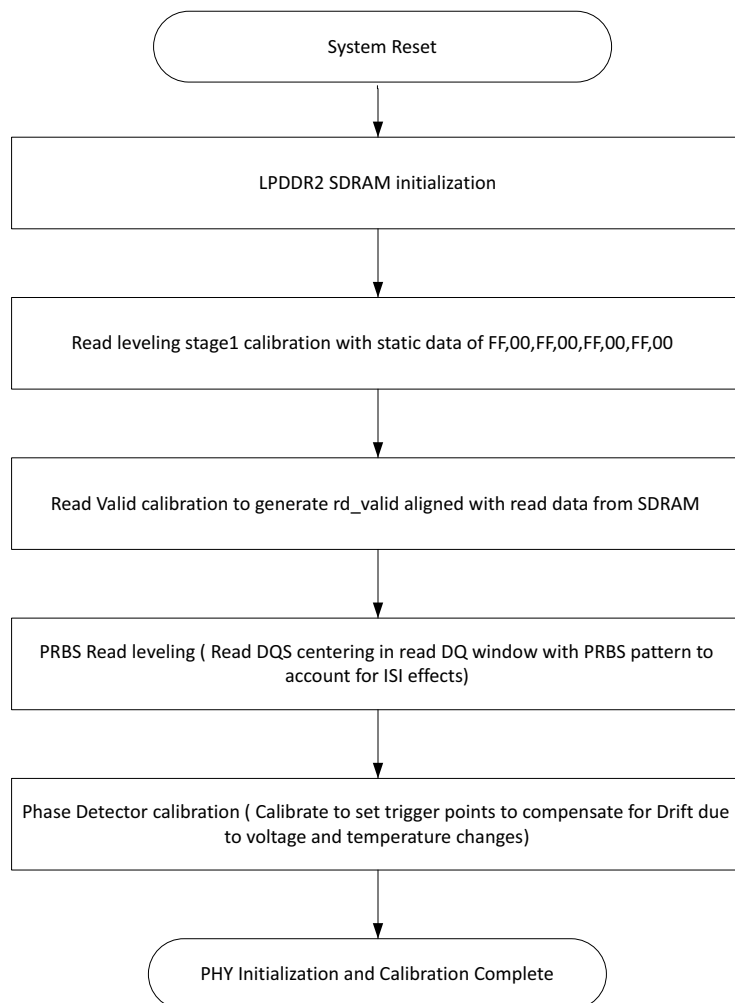 System Reset
LPDDR2 SDRAM initialization
Read leveling stage1 calibration with static data of FF,00,FF,00,FF,00,FF,00
Read Valid calibration to generate rd_valid aligned with read data from SDRAM
PRBS Read leveling ( Read DQS centering in read DQ window with PRBS pattern to
account for ISI effects)
Phase Detector calibration ( Calibrate to set trigger points to compensate for Drift due
to voltage and temperature changes)
PHY Initialization and Calibration Complete